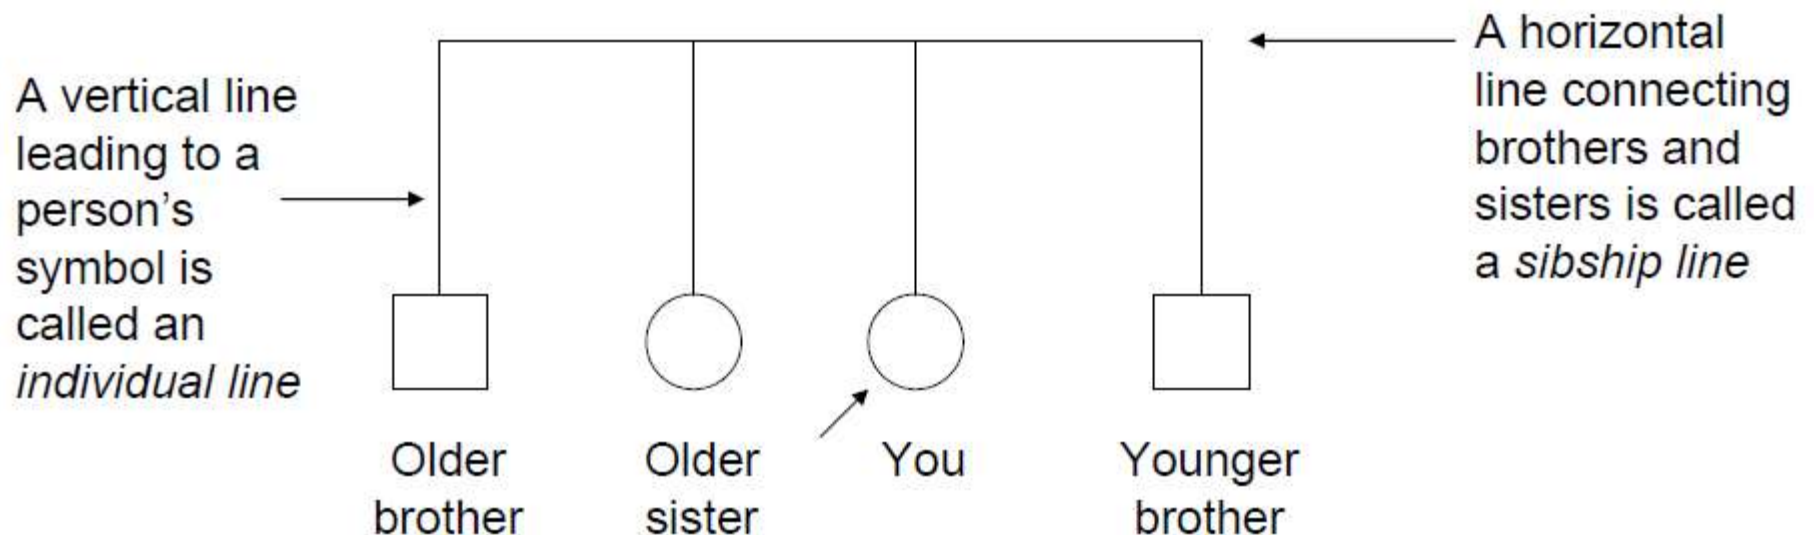 A vertical line
leading to a
person’s
symbol is
called an
individual line
A horizontal
line connecting
brothers and
sisters is called
a sibship line
Older
brother
Older
sister
You
Younger
brother